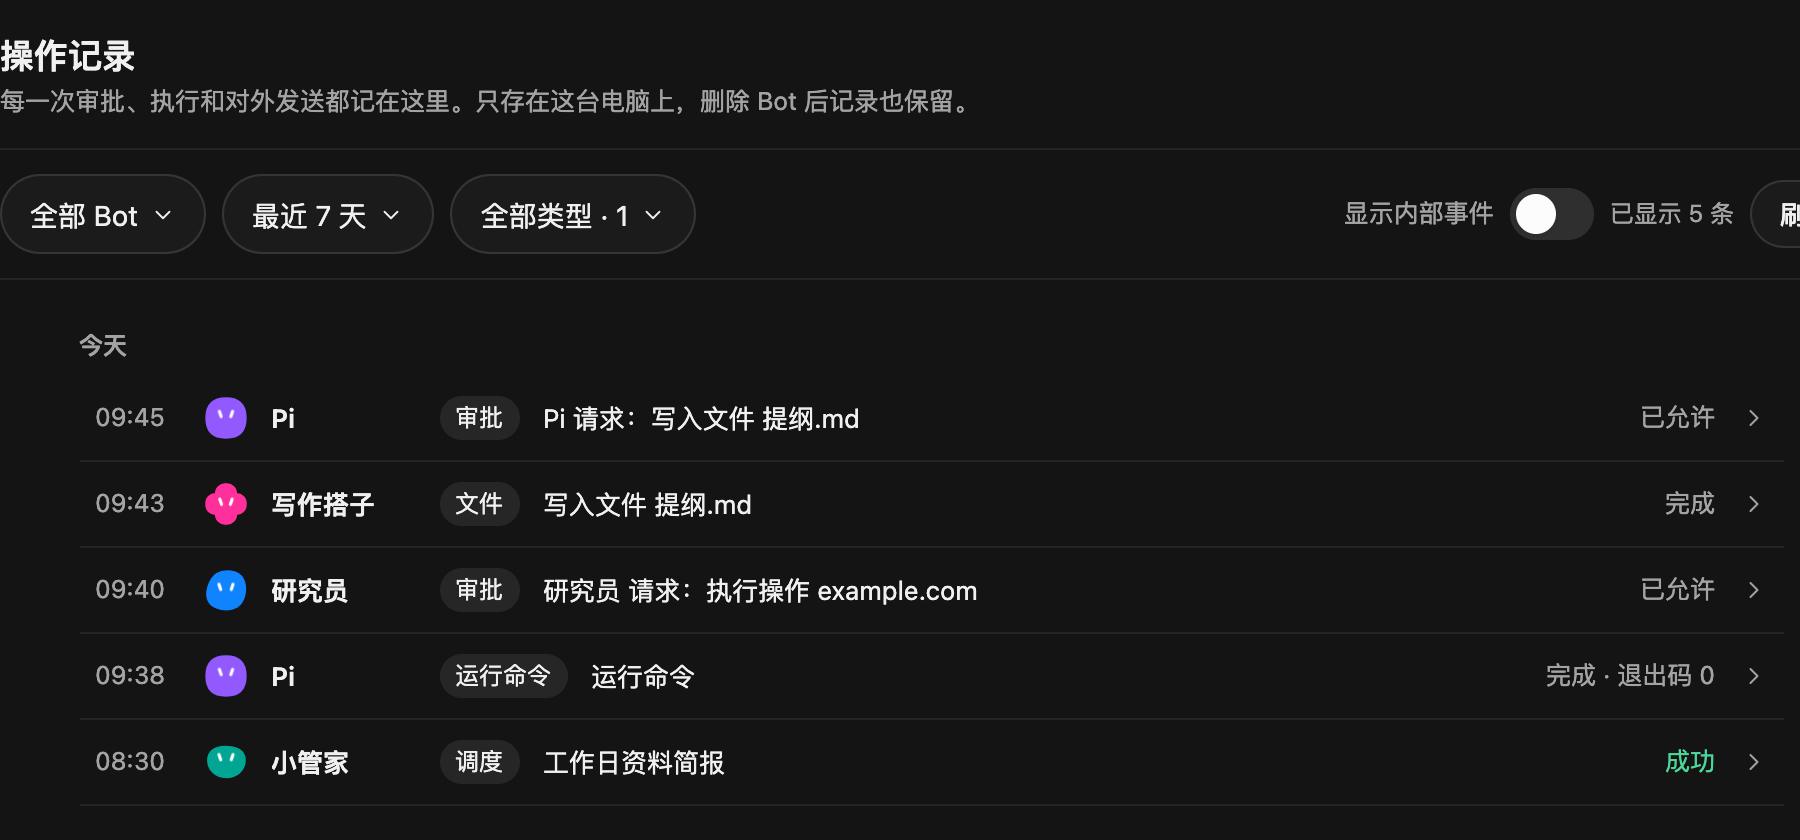 操作记录
每一次审批、执行和对外发送都记在这里。只存在这台电脑上，删除 Bot 后记录也保留。
全部 Bot 最近 7 天 全部类型 · 1 显示内部事件 已显示 5 条
今天
09:45 Pi 审批 Pi 请求：写入文件 提纲.md 已允许
09:43 写作搭子 文件 写入文件 提纲.md 完成
09:40 研究员 审批 研究员 请求：执行操作 example.com 已允许
09:38 Pi 运行命令 运行命令 完成 · 退出码 0
08:30 小管家 调度 工作日资料简报 成功